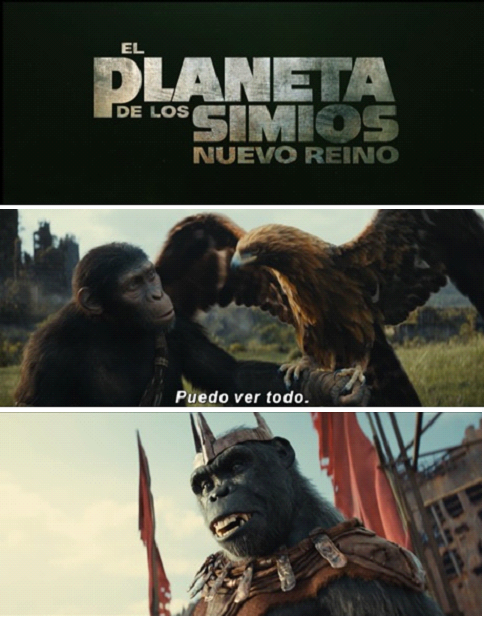 EL
PLANETA
DE LOS
SIMIOS
NUEVO REINO
Puedo ver todo.